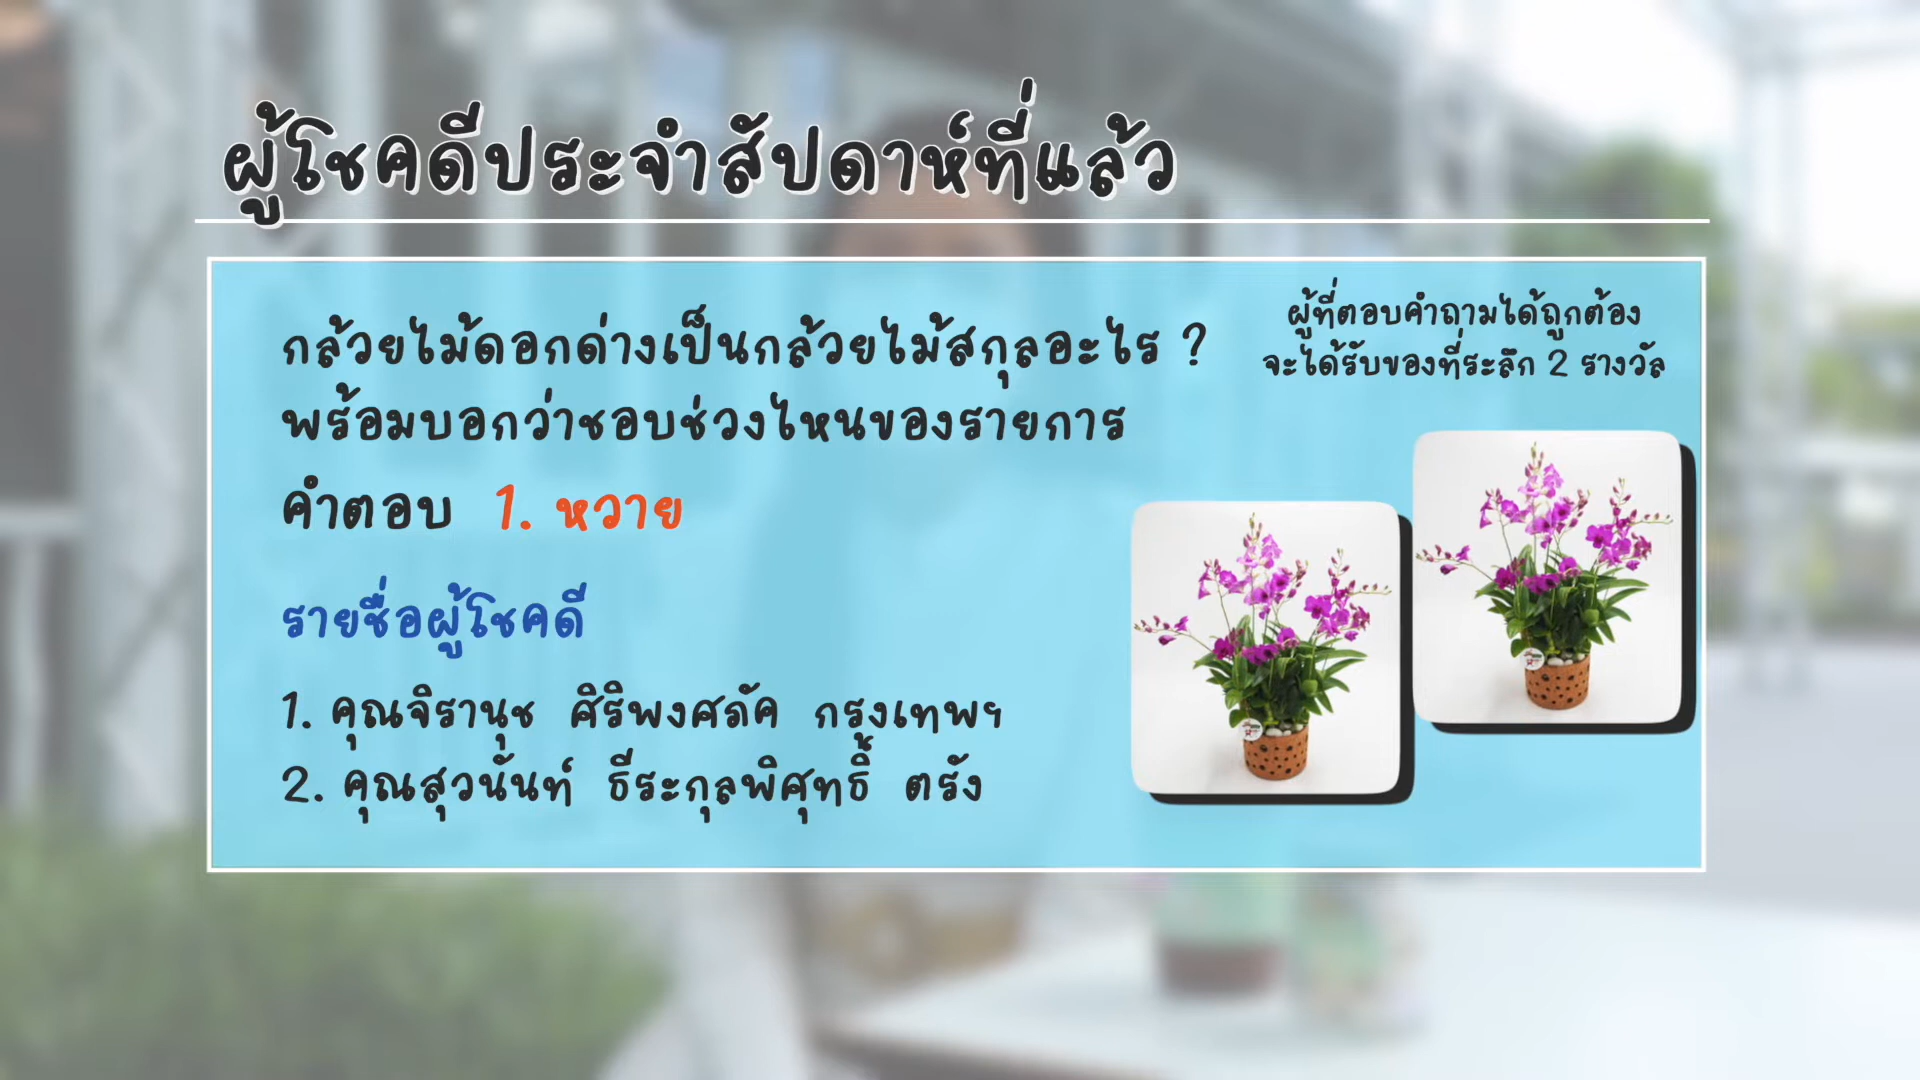 ผู้โชคดีประจำสัปดาห์ที่แล้ว
กล้วยไม้ดอกด่างเป็นกล้วยไม้สกุลอะไร ?
พร้อมบอกว่าชอบช่วงไหนของรายการ
คำตอบ 1. หวาย
ผู้ที่ตอบคำถามได้ถูกต้อง
จะได้รับของที่ระลึก 2 รางวัล
รายชื่อผู้โชคดี
1. คุณจิรานุช ศิริพงศภัค กรุงเทพฯ
2. คุณสุวนันท์ ธีระกุลพิศุทธิ์ ตรัง